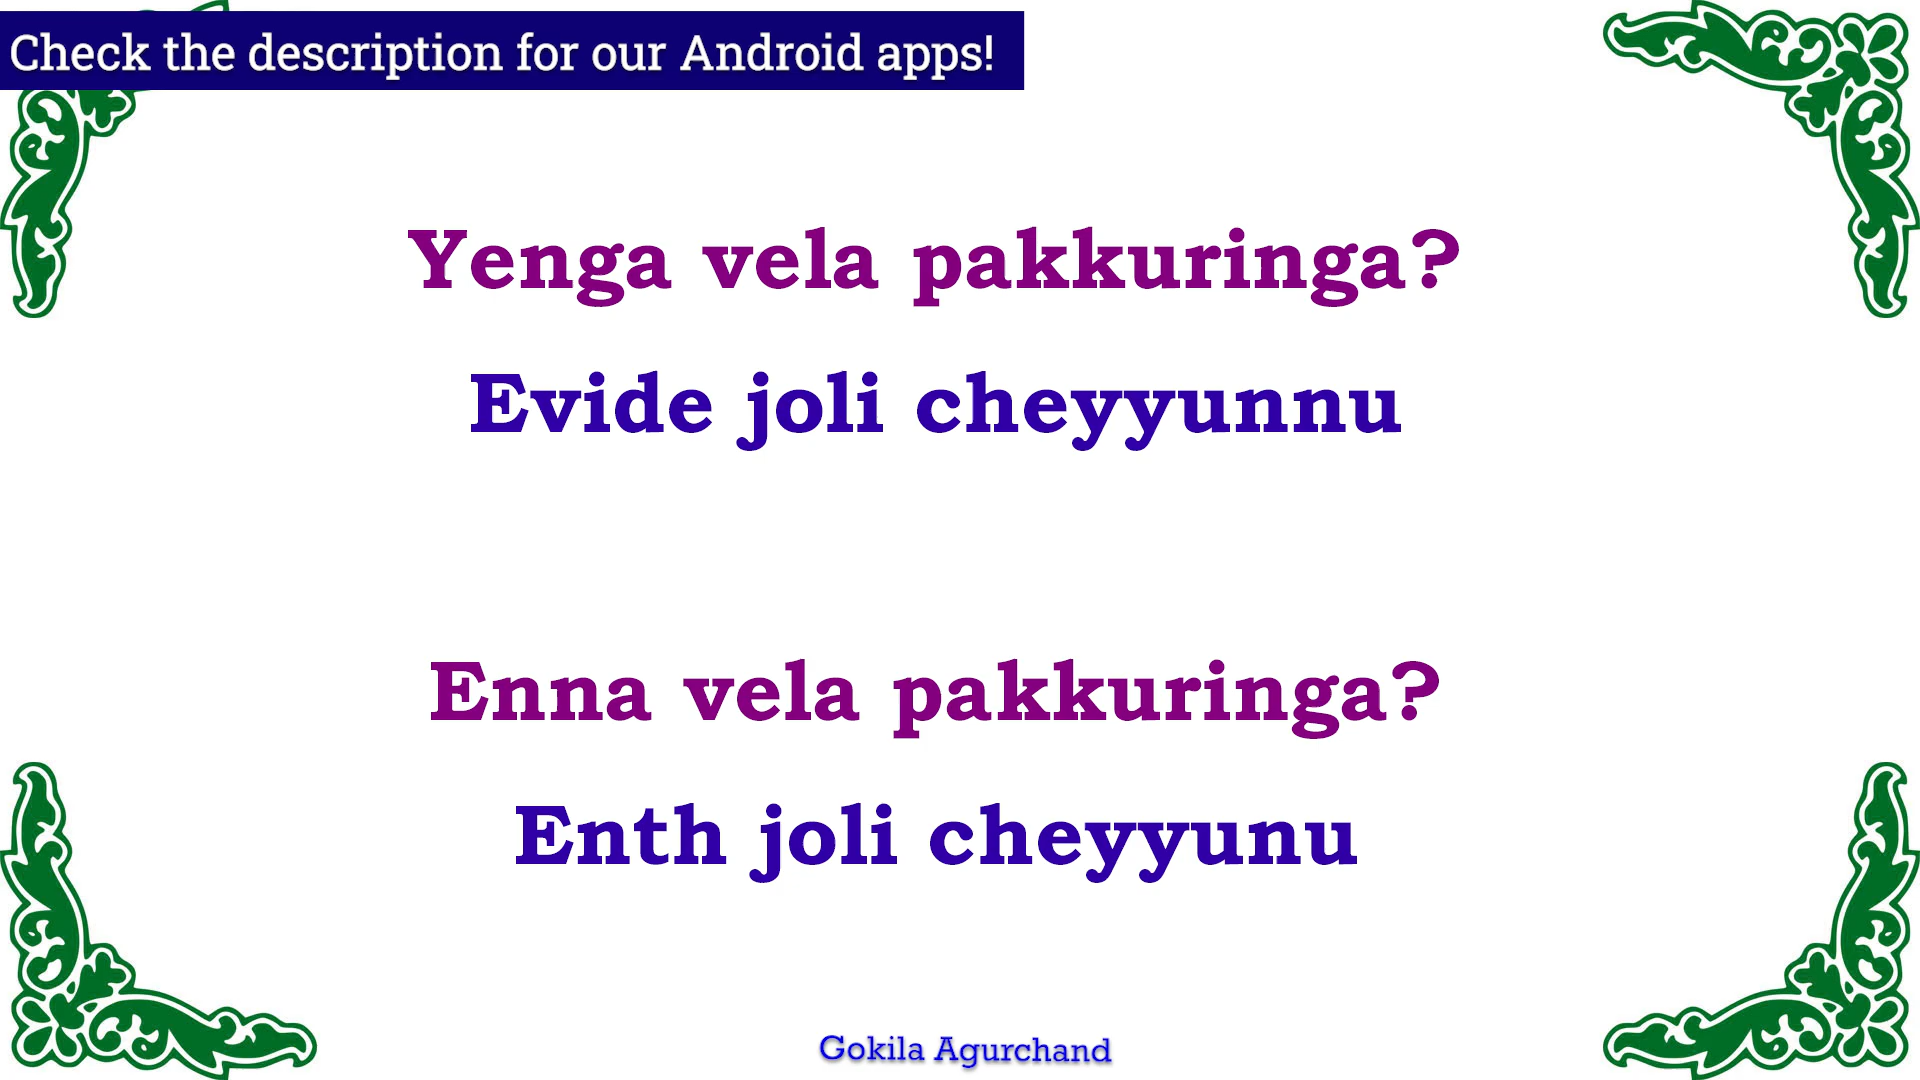 Check the description for our Android apps!
Yenga vela pakkuringa?
Evide joli cheyyunnu
Enna vela pakkuringa?
Enth joli cheyyunu
Gokila Agurchand